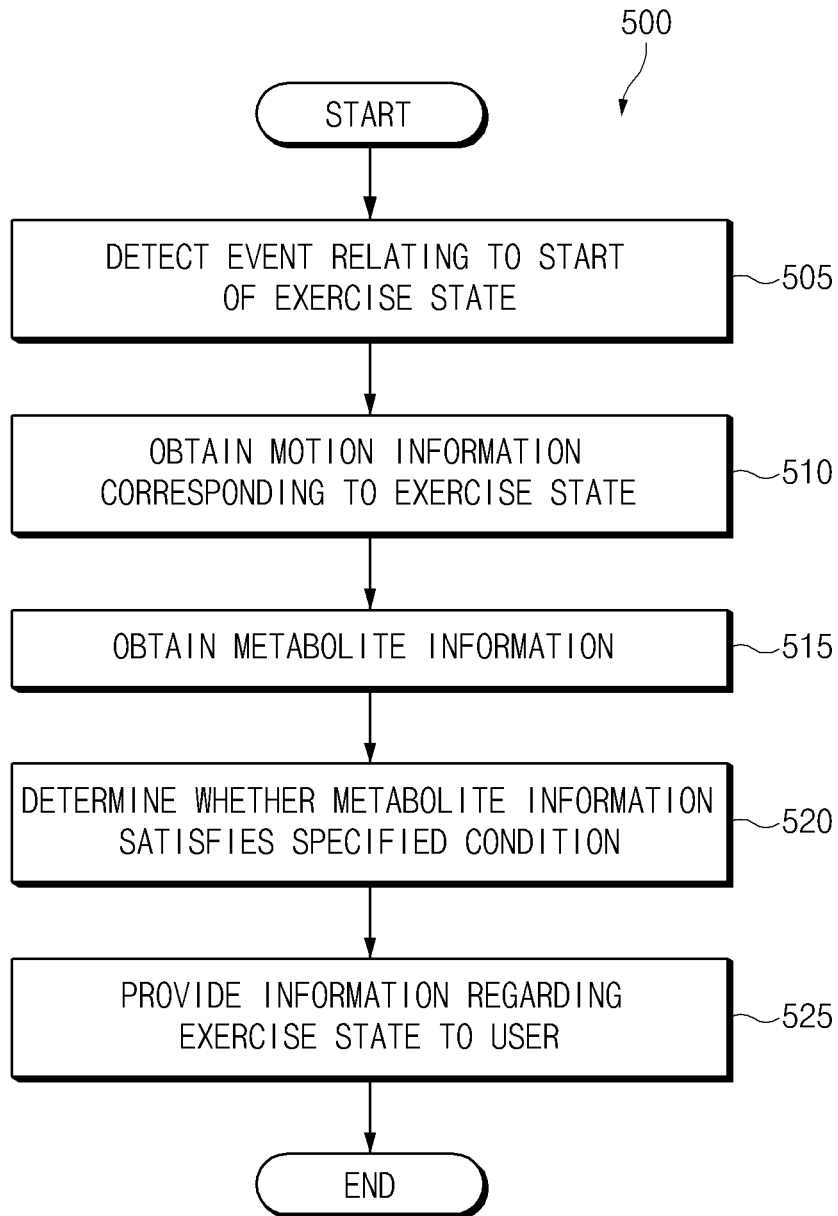 500
START
DETECT EVENT RELATING TO START
OF EXERCISE STATE
505
OBTAIN MOTION INFORMATION
CORRESPONDING TO EXERCISE STATE
510
OBTAIN METABOLITE INFORMATION
515
DETERMINE WHETHER METABOLITE INFORMATION
SATISFIES SPECIFIED CONDITION
520
PROVIDE INFORMATION REGARDING
EXERCISE STATE TO USER
525
END